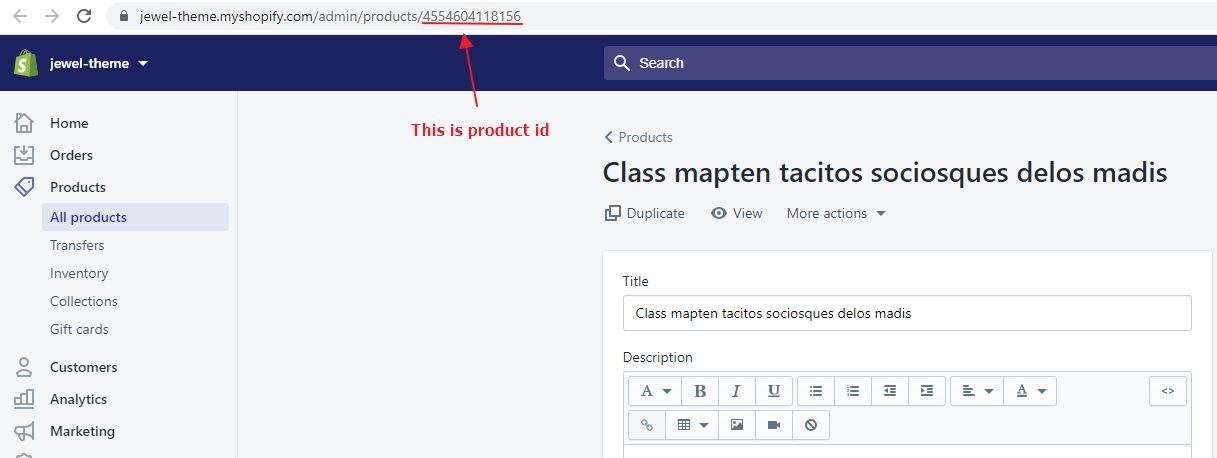 jewel-theme.myshopify.com/admin/products/4554604118156
jewel-theme
Search
This is product id
Home
Orders
Products
All products
Transfers
Inventory
Collections
Gift cards
Customers
Analytics
Marketing
Products
Class mapten tacitos sociosques delos madis
Duplicate View More actions
Title
Class mapten tacitos sociosques delos madis
Description
A B I U A
<>